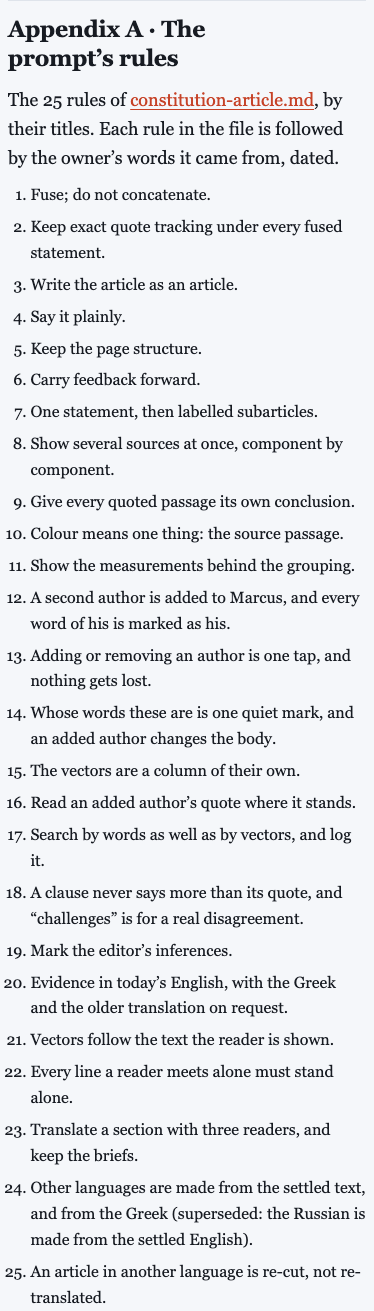 Appendix A · The
prompt’s rules
The 25 rules of constitution-article.md, by
their titles. Each rule in the file is followed
by the owner’s words it came from, dated.
1. Fuse; do not concatenate.
2. Keep exact quote tracking under every fused
statement.
3. Write the article as an article.
4. Say it plainly.
5. Keep the page structure.
6. Carry feedback forward.
7. One statement, then labelled subarticles.
8. Show several sources at once, component by
component.
9. Give every quoted passage its own conclusion.
10. Colour means one thing: the source passage.
11. Show the measurements behind the grouping.
12. A second author is added to Marcus, and every
word of his is marked as his.
13. Adding or removing an author is one tap, and
nothing gets lost.
14. Whose words these are is one quiet mark, and
an added author changes the body.
15. The vectors are a column of their own.
16. Read an added author’s quote where it stands.
17. Search by words as well as by vectors, and log
it.
18. A clause never says more than its quote, and
“challenges” is for a real disagreement.
19. Mark the editor’s inferences.
20. Evidence in today’s English, with the Greek
and the older translation on request.
21. Vectors follow the text the reader is shown.
22. Every line a reader meets alone must stand
alone.
23. Translate a section with three readers, and
keep the briefs.
24. Other languages are made from the settled text,
and from the Greek (superseded: the Russian is
made from the settled English).
25. An article in another language is re-cut, not re-
translated.